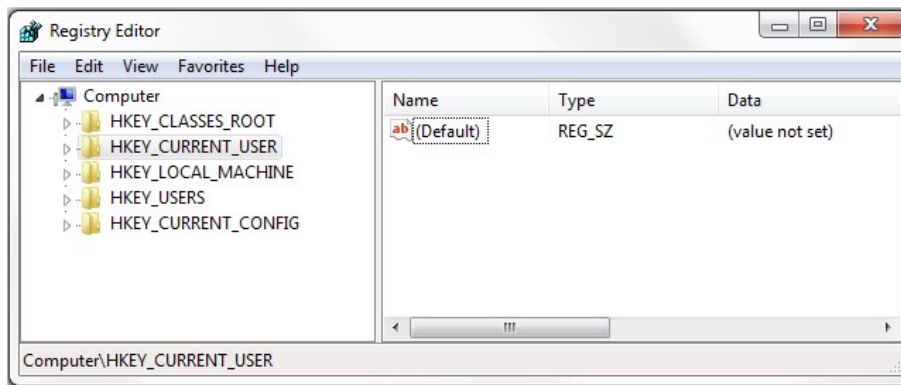 Registry Editor
File Edit View Favorites Help
Computer
HKEY_CLASSES_ROOT
HKEY_CURRENT_USER
HKEY_LOCAL_MACHINE
HKEY_USERS
HKEY_CURRENT_CONFIG
Name Type Data
ab (Default) REG_SZ (value not set)
Computer\HKEY_CURRENT_USER